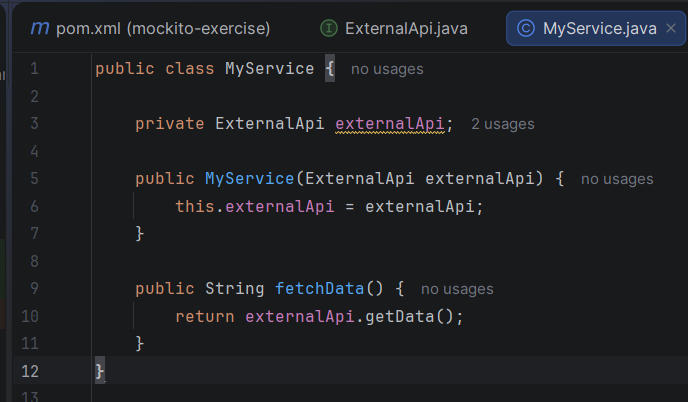 m pom.xml (mockito-exercise) I ExternalApi.java C MyService.java ×
1 public class MyService { no usages
2
3 private ExternalApi externalApi; 2 usages
4
5 public MyService(ExternalApi externalApi) { no usages
6 this.externalApi = externalApi;
7 }
8
9 public String fetchData() { no usages
10 return externalApi.getData();
11 }
12 }
13